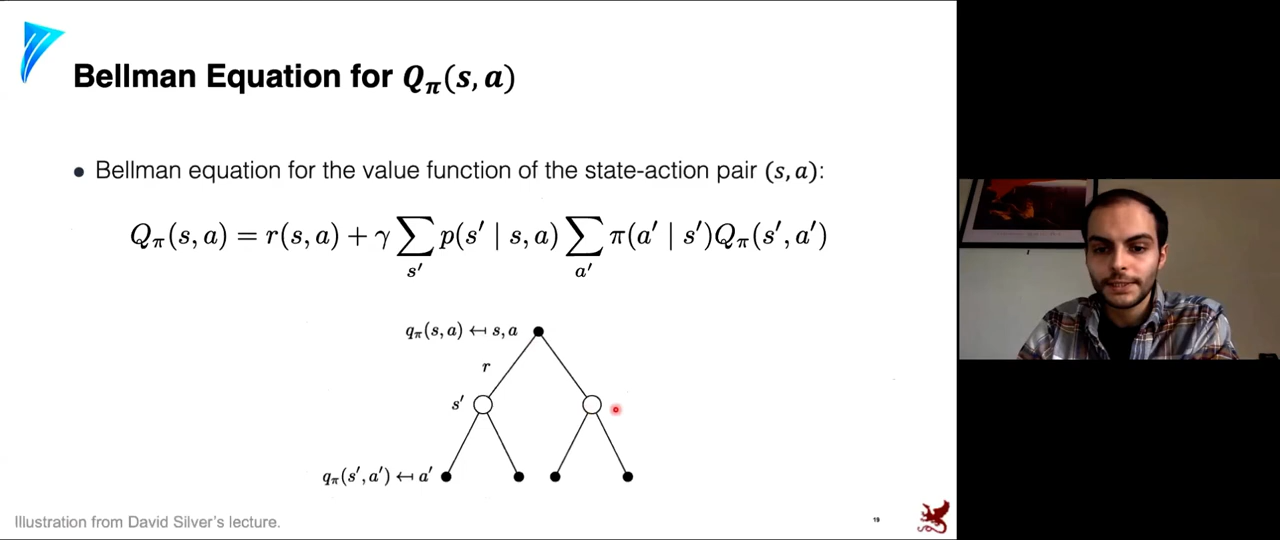 Bellman Equation for Qπ(s, a)
• Bellman equation for the value function of the state-action pair (s, a):
Qπ(s, a) = r(s, a) + γ ∑_{s′} p(s′ | s, a) ∑_{a′} π(a′ | s′)Qπ(s′, a′)
qπ(s, a) ↤ s, a
r
s′
qπ(s′, a′) ↤ a′
Illustration from David Silver's lecture.
19